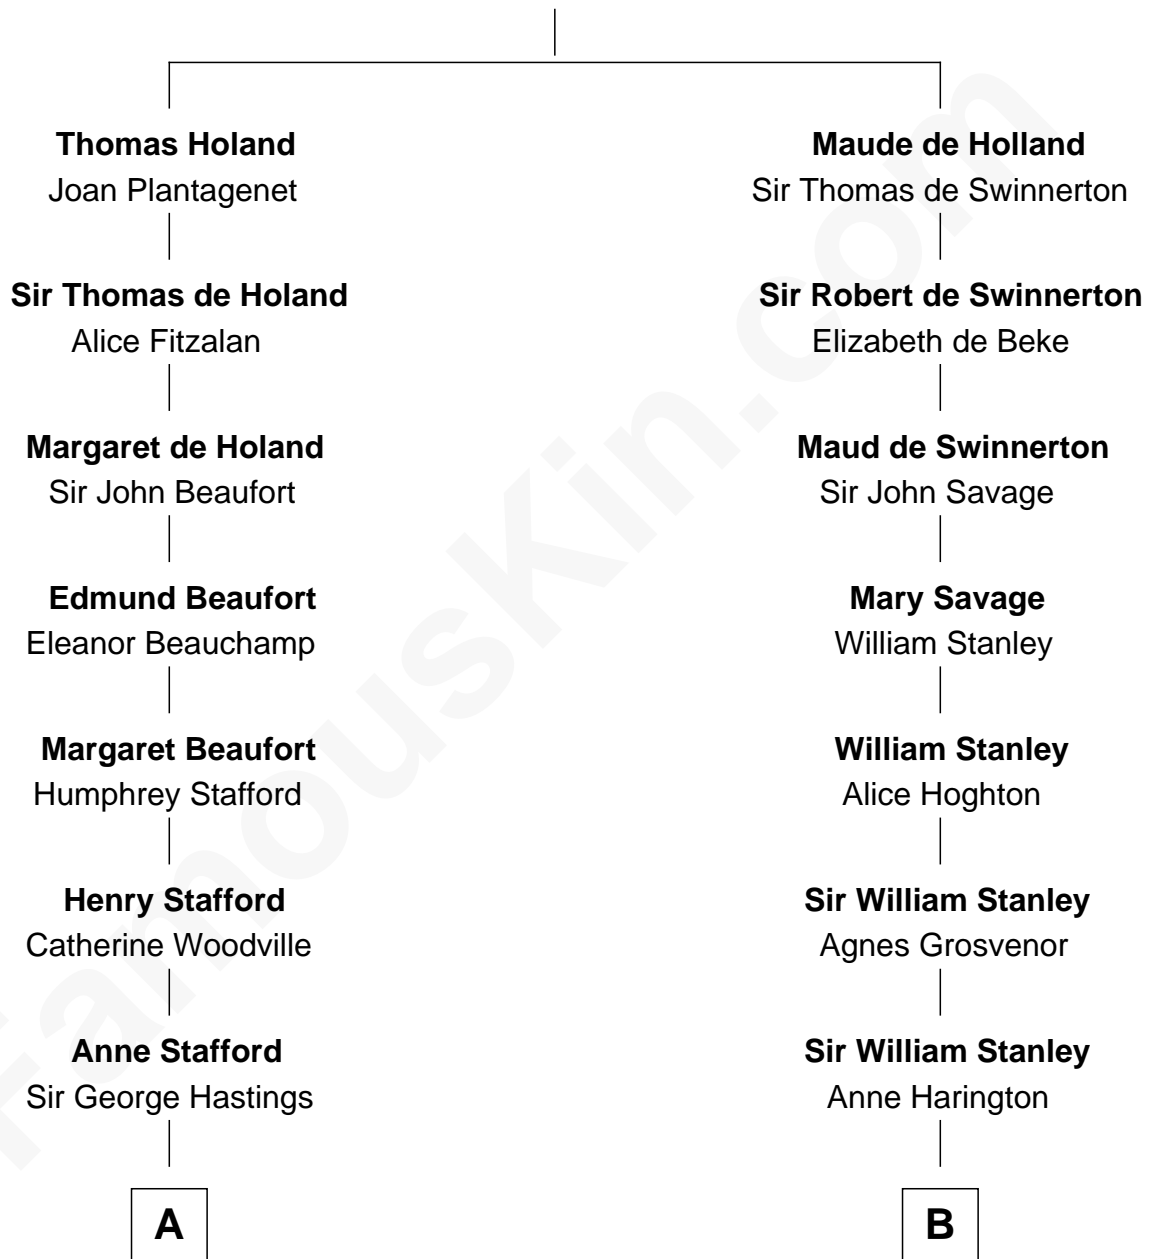 Thomas Holand
Joan Plantagenet
Sir Thomas de Holand
Alice Fitzalan
Margaret de Holand
Sir John Beaufort
Edmund Beaufort
Eleanor Beauchamp
Margaret Beaufort
Humphrey Stafford
Henry Stafford
Catherine Woodville
Anne Stafford
Sir George Hastings
A
Maude de Holland
Sir Thomas de Swinnerton
Sir Robert de Swinnerton
Elizabeth de Beke
Maud de Swinnerton
Sir John Savage
Mary Savage
William Stanley
William Stanley
Alice Hoghton
Sir William Stanley
Agnes Grosvenor
Sir William Stanley
Anne Harington
B
FamousKin.com